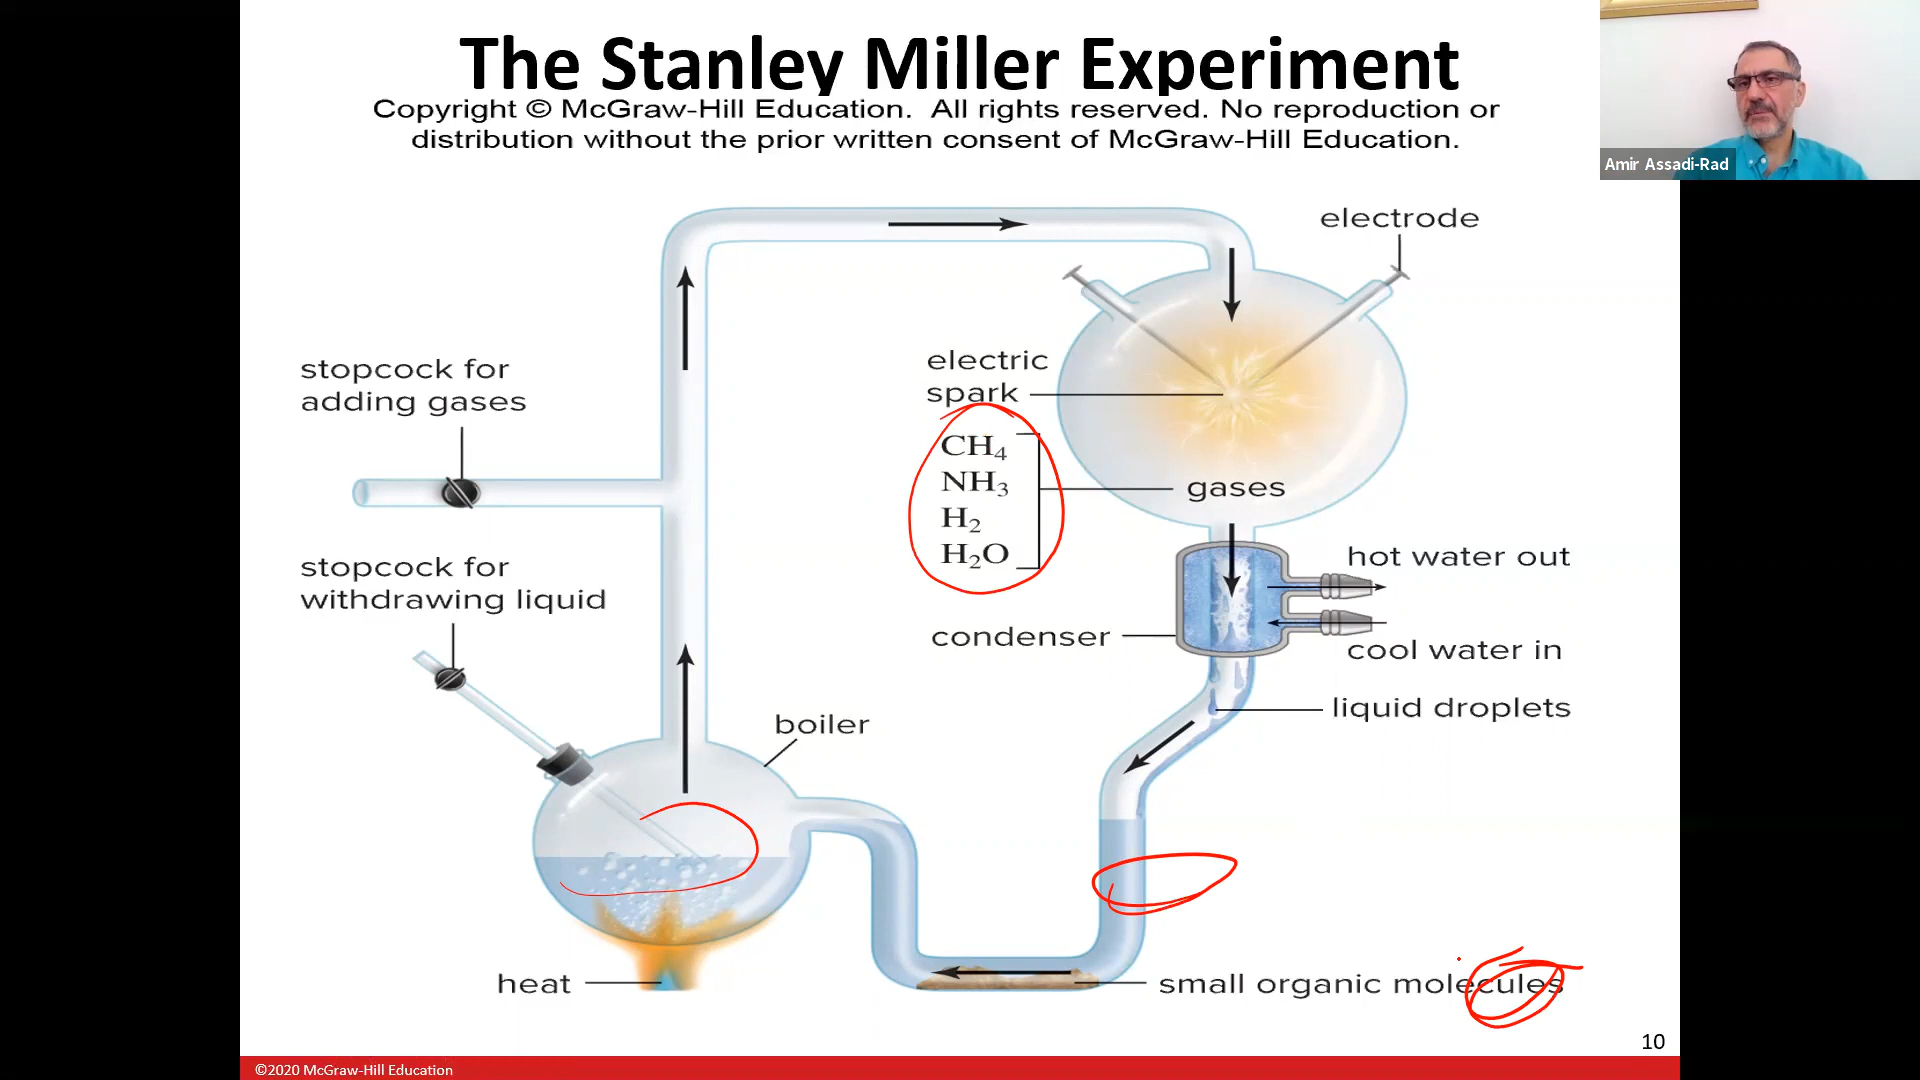 The Stanley Miller Experiment
Copyright © McGraw-Hill Education. All rights reserved. No reproduction or
distribution without the prior written consent of McGraw-Hill Education.
Amir Assadi-Rad
electrode
stopcock for
adding gases
electric
spark
CH₄
NH₃
H₂
H₂O
gases
stopcock for
withdrawing liquid
hot water out
condenser
cool water in
liquid droplets
boiler
heat
small organic molecules
10
©2020 McGraw-Hill Education